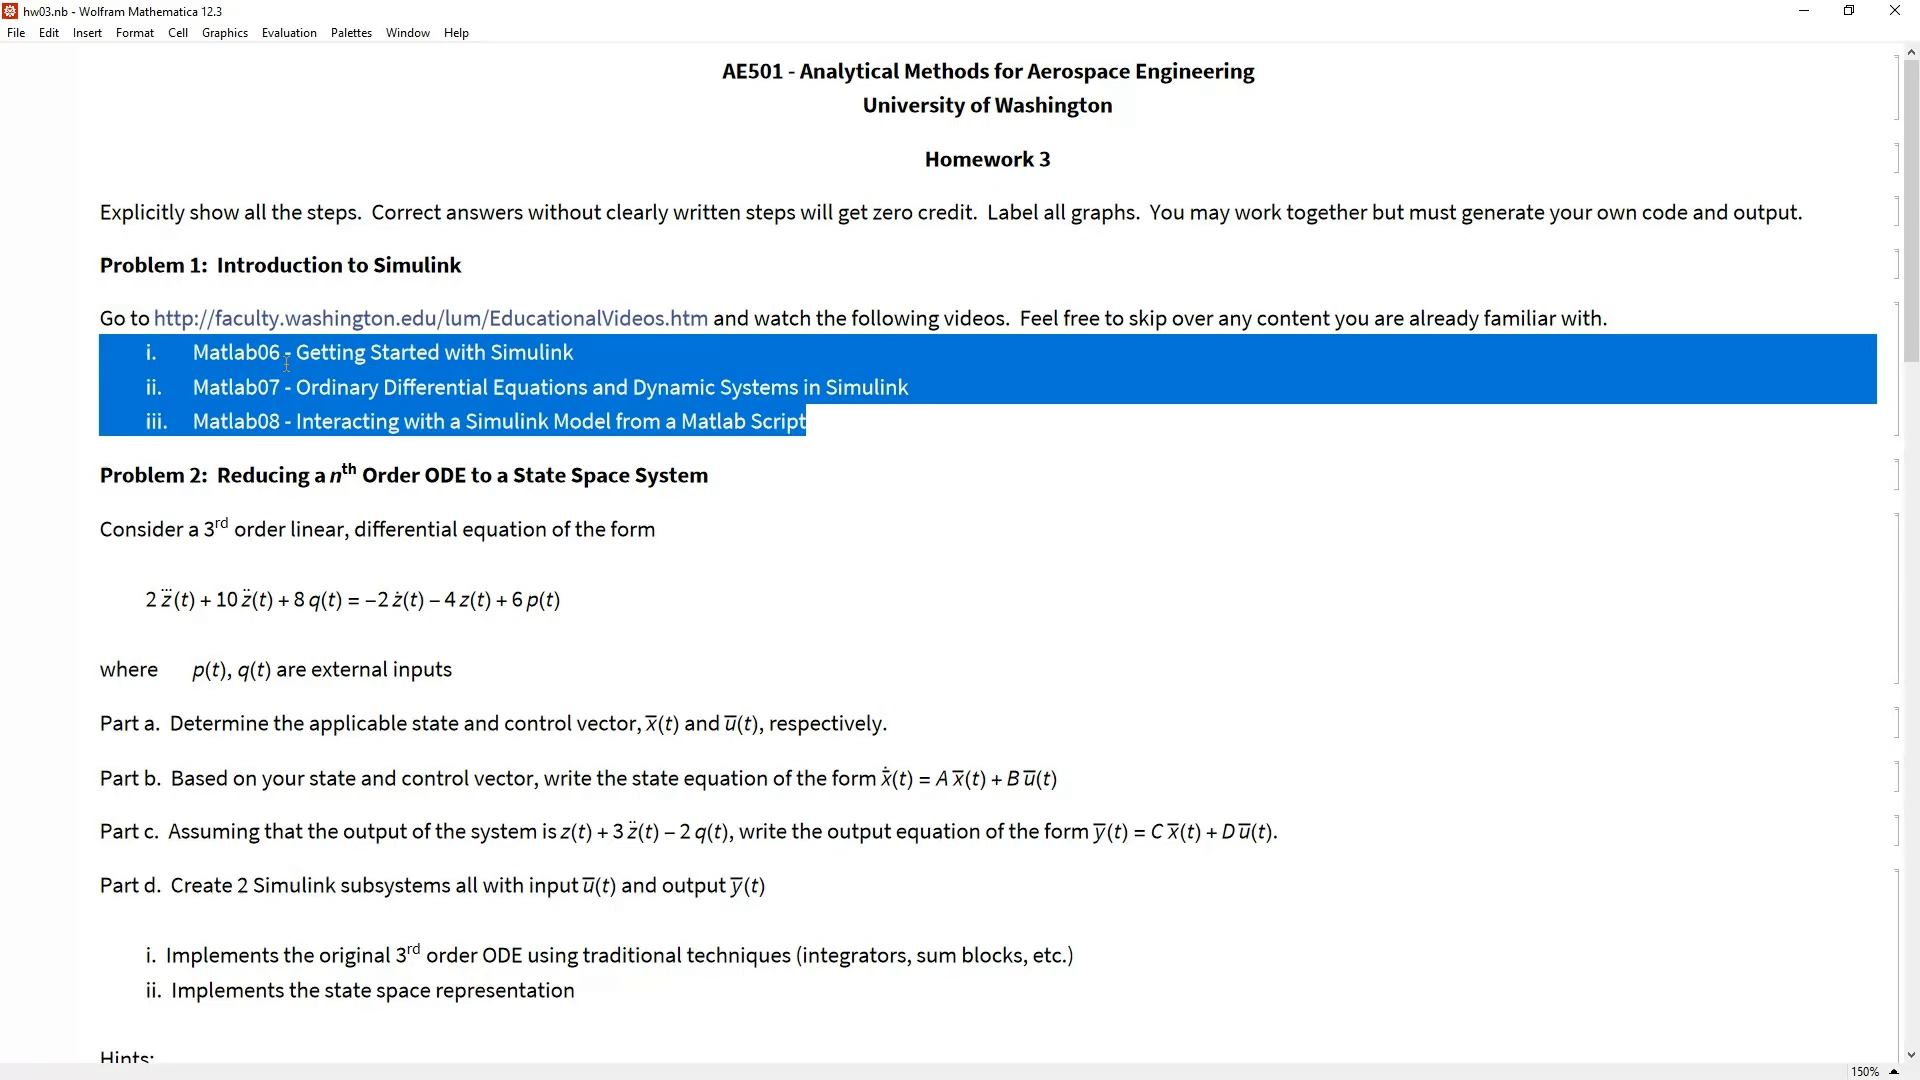 hw03.nb - Wolfram Mathematica 12.3
File Edit Insert Format Cell Graphics Evaluation Palettes Window Help
AE501 - Analytical Methods for Aerospace Engineering
University of Washington
Homework 3
Explicitly show all the steps. Correct answers without clearly written steps will get zero credit. Label all graphs. You may work together but must generate your own code and output.
Problem 1: Introduction to Simulink
Go to http://faculty.washington.edu/lum/EducationalVideos.htm and watch the following videos. Feel free to skip over any content you are already familiar with.
i. Matlab06 - Getting Started with Simulink
ii. Matlab07 - Ordinary Differential Equations and Dynamic Systems in Simulink
iii. Matlab08 - Interacting with a Simulink Model from a Matlab Script
Problem 2: Reducing a nᵗʰ Order ODE to a State Space System
Consider a 3ʳᵈ order linear, differential equation of the form
2 z⃛(t) + 10 z̈(t) + 8 q(t) = −2 ż(t) − 4 z(t) + 6 p(t)
where p(t), q(t) are external inputs
Part a. Determine the applicable state and control vector, x̅(t) and u̅(t), respectively.
Part b. Based on your state and control vector, write the state equation of the form x̅̇(t) = A x̅(t) + B u̅(t)
Part c. Assuming that the output of the system is z(t) + 3 z̈(t) − 2 q(t), write the output equation of the form y̅(t) = C x̅(t) + D u̅(t).
Part d. Create 2 Simulink subsystems all with input u̅(t) and output y̅(t)
i. Implements the original 3ʳᵈ order ODE using traditional techniques (integrators, sum blocks, etc.)
ii. Implements the state space representation
Hints:
150%